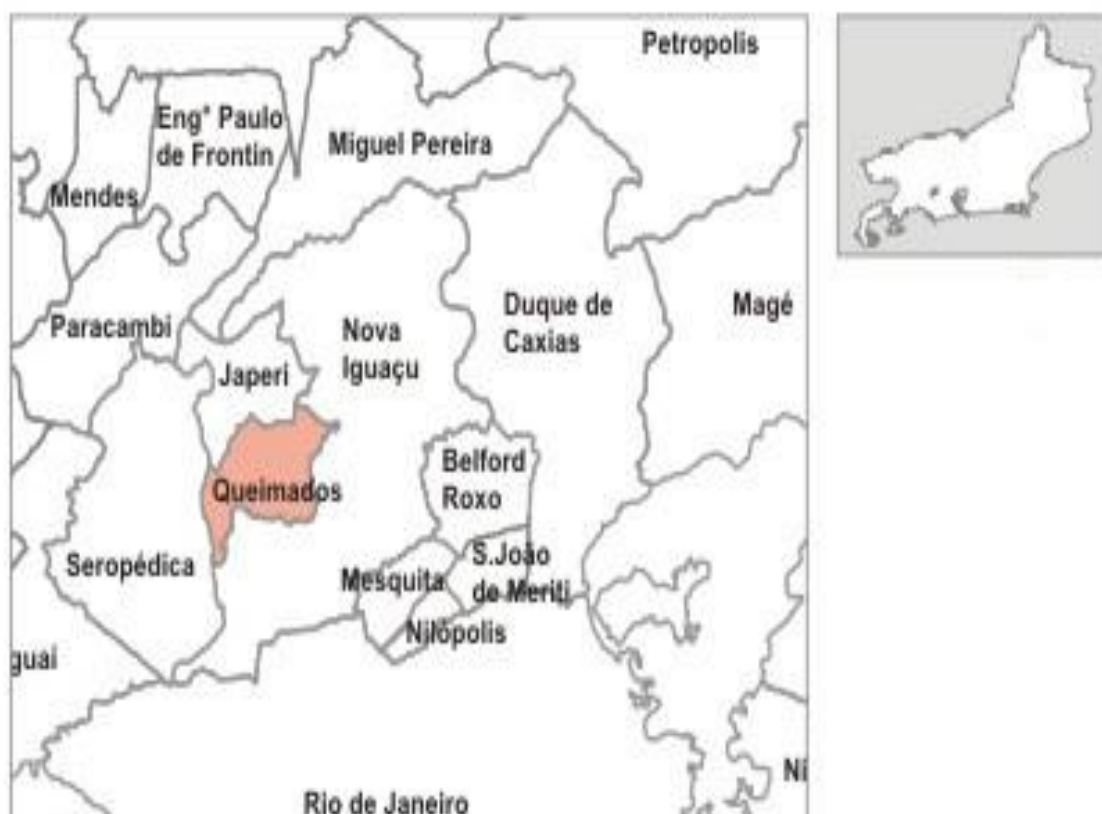 Petropolis
Engº Paulo
de Frontin
Miguel Pereira
Mendes
Paracambi
Nova
Iguaçu
Duque de
Caxias
Magé
Japeri
Belford
Roxo
Queimados
Seropédica
Mesquita
S.João
de Meriti
Nilópolis
guai
Ni
Rio de Janeiro